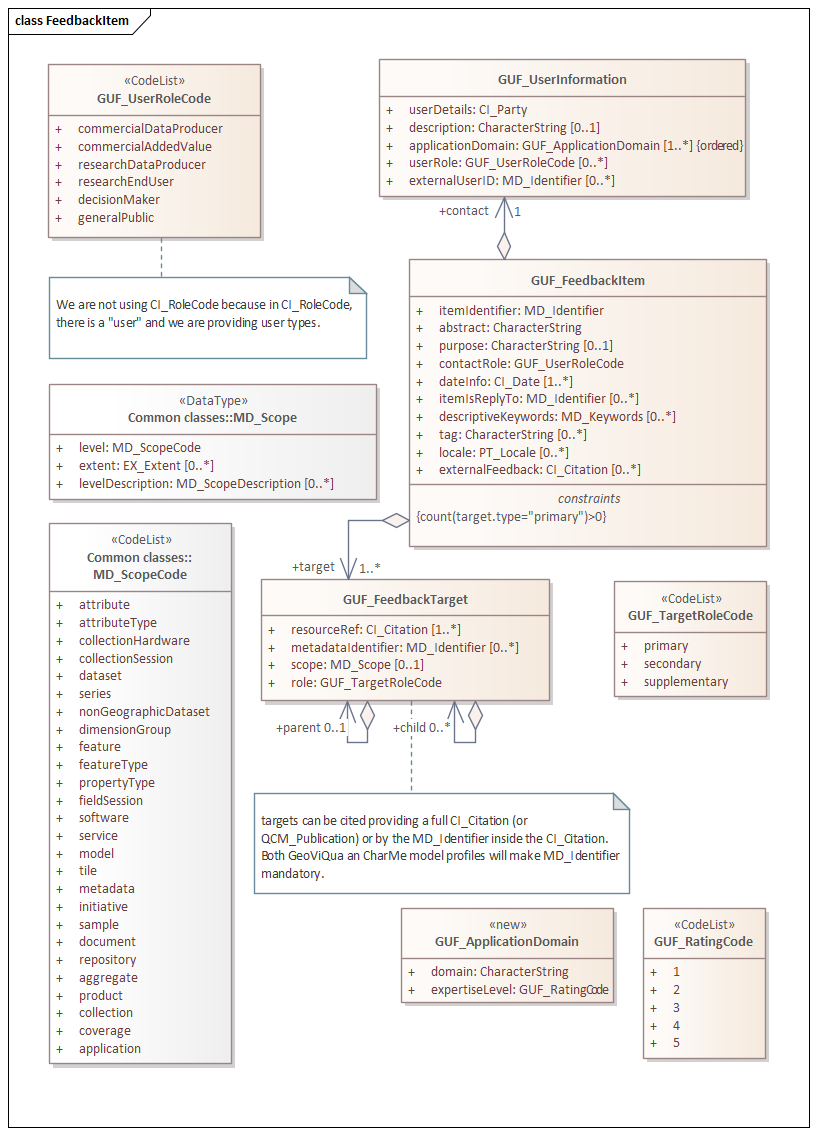 class FeedbackItem
«CodeList»
GUF_UserRoleCode
+ commercialDataProducer
+ commercialAddedValue
+ researchDataProducer
+ researchEndUser
+ decisionMaker
+ generalPublic
GUF_UserInformation
+ userDetails: CI_Party
+ description: CharacterString [0..1]
+ applicationDomain: GUF_ApplicationDomain [1..*] {ordered}
+ userRole: GUF_UserRoleCode [0..*]
+ externalUserID: MD_Identifier [0..*]
+contact 1
We are not using CI_RoleCode because in CI_RoleCode,
there is a "user" and we are providing user types.
GUF_FeedbackItem
+ itemIdentifier: MD_Identifier
+ abstract: CharacterString
+ purpose: CharacterString [0..1]
+ contactRole: GUF_UserRoleCode
+ dateInfo: CI_Date [1..*]
+ itemIsReplyTo: MD_Identifier [0..*]
+ descriptiveKeywords: MD_Keywords [0..*]
+ tag: CharacterString [0..*]
+ locale: PT_Locale [0..*]
+ externalFeedback: CI_Citation [0..*]
constraints
{count(target.type="primary")>0}
«DataType»
Common classes::MD_Scope
+ level: MD_ScopeCode
+ extent: EX_Extent [0..*]
+ levelDescription: MD_ScopeDescription [0..*]
+target 1..*
«CodeList»
Common classes::
MD_ScopeCode
+ attribute
+ attributeType
+ collectionHardware
+ collectionSession
+ dataset
+ series
+ nonGeographicDataset
+ dimensionGroup
+ feature
+ featureType
+ propertyType
+ fieldSession
+ software
+ service
+ model
+ tile
+ metadata
+ initiative
+ sample
+ document
+ repository
+ aggregate
+ product
+ collection
+ coverage
+ application
GUF_FeedbackTarget
+ resourceRef: CI_Citation [1..*]
+ metadataIdentifier: MD_Identifier [0..*]
+ scope: MD_Scope [0..1]
+ role: GUF_TargetRoleCode
+parent 0..1
+child 0..*
«CodeList»
GUF_TargetRoleCode
+ primary
+ secondary
+ supplementary
targets can be cited providing a full CI_Citation (or
QCM_Publication) or by the MD_Identifier inside the CI_Citation.
Both GeoViQua an CharMe model profiles will make MD_Identifier
mandatory.
«new»
GUF_ApplicationDomain
+ domain: CharacterString
+ expertiseLevel: GUF_RatingCode
«CodeList»
GUF_RatingCode
+ 1
+ 2
+ 3
+ 4
+ 5